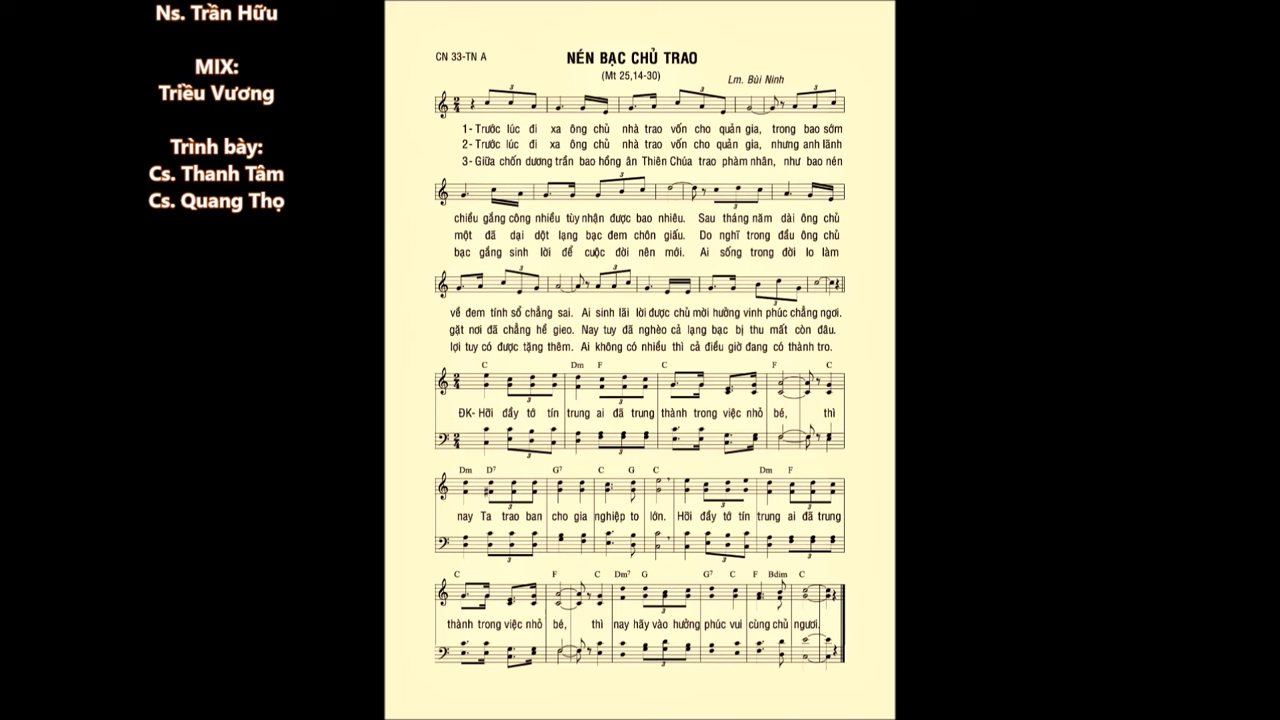 Ns. Trần Hữu
MIX:
Triều Vương
Trình bày:
Cs. Thanh Tâm
Cs. Quang Thọ
CN 33-TN A
NÉN BẠC CHỦ TRAO
(Mt 25,14-30)
Lm. Bùi Ninh
1- Trước lúc đi xa ông chủ nhà trao vốn cho quản gia, trong bao sớm
2- Trước lúc đi xa ông chủ nhà trao vốn cho quản gia, nhưng anh lãnh
3- Giữa chốn dương trần bao hồng ân Thiên Chúa trao phàm nhân, như bao nén
chiều gắng công nhiều tùy nhận được bao nhiêu. Sau tháng năm dài ông chủ
một đã dại dột lạng bạc đem chôn giấu. Do nghĩ trong đầu ông chủ
bạc gắng sinh lời để cuộc đời nên mới. Ai sống trong đời lo làm
về đem tính sổ chẳng sai. Ai sinh lãi lời được chủ mời hưởng vinh phúc chẳng ngơi.
gặt nơi đã chẳng hề gieo. Nay tuy đã nghèo cả lạng bạc bị thu mất còn đâu.
lợi tuy có được tặng thêm. Ai không có nhiều thì cả điều giờ đang có thành tro.
C Dm F C F C
ĐK- Hỡi đầy tớ tín trung ai đã trung thành trong việc nhỏ bé, thì
Dm D7 G7 C G C Dm F
nay Ta trao ban cho gia nghiệp to lớn. Hỡi đầy tớ tín trung ai đã trung
C F C Dm7 G G7 C F Bdim C
thành trong việc nhỏ bé, thì nay hãy vào hưởng phúc vui cùng chủ ngươi.